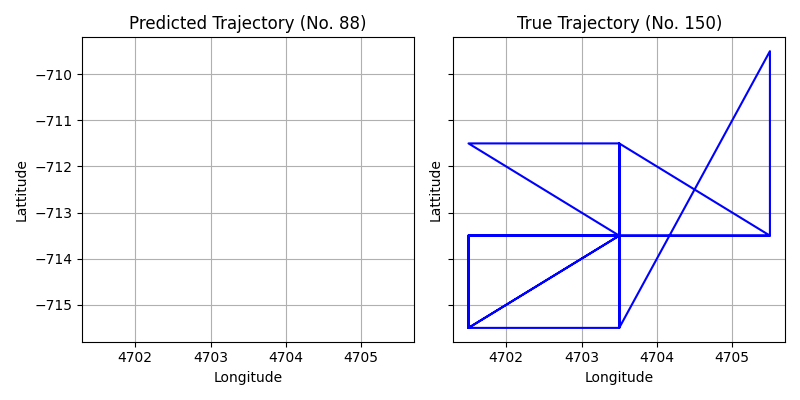 Predicted Trajectory (No. 88)
True Trajectory (No. 150)
−710
−711
−712
−713
−714
−715
Lattitude
Lattitude
4702 4703 4704 4705
4702 4703 4704 4705
Longitude
Longitude